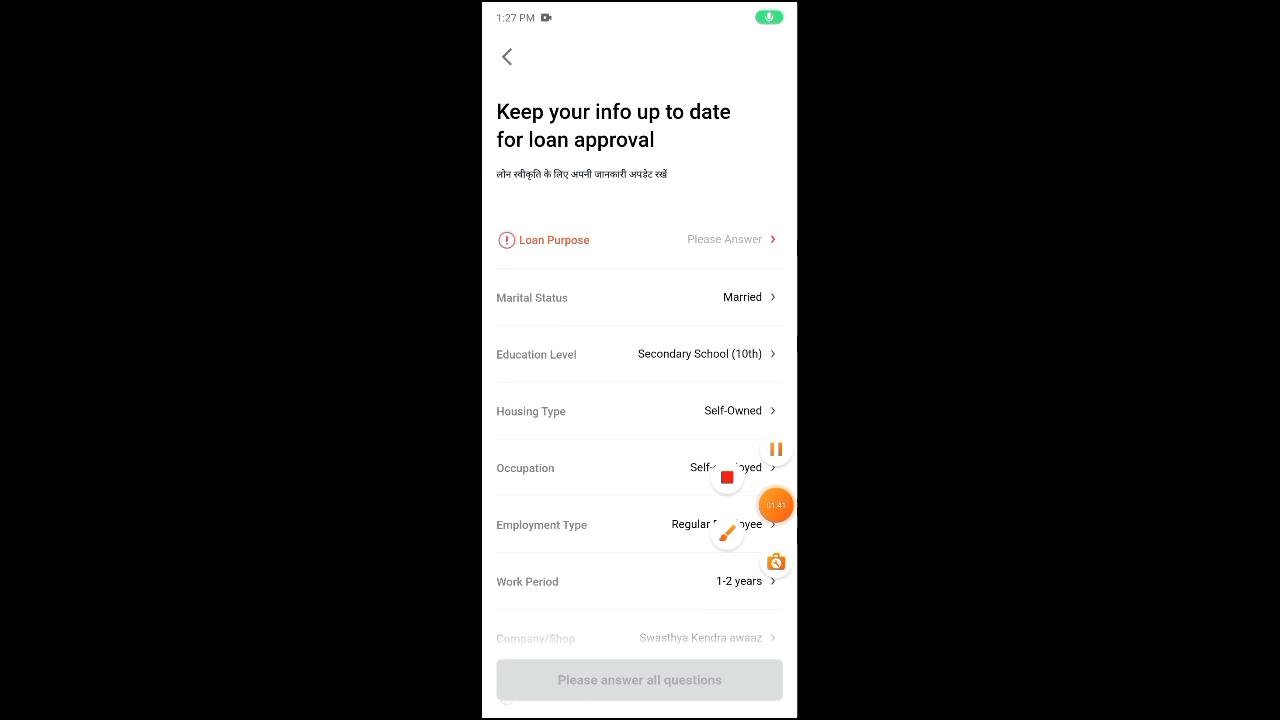 1:27 PM
Keep your info up to date
for loan approval
लोन स्वीकृति के लिए अपनी जानकारी अपडेट रखें
Loan Purpose Please Answer
Marital Status Married
Education Level Secondary School (10th)
Housing Type Self-Owned
Occupation
Employment Type Regular
01:41
Work Period 1-2 years
Company/Shop Swasthya Kendra awaaz
Please answer all questions